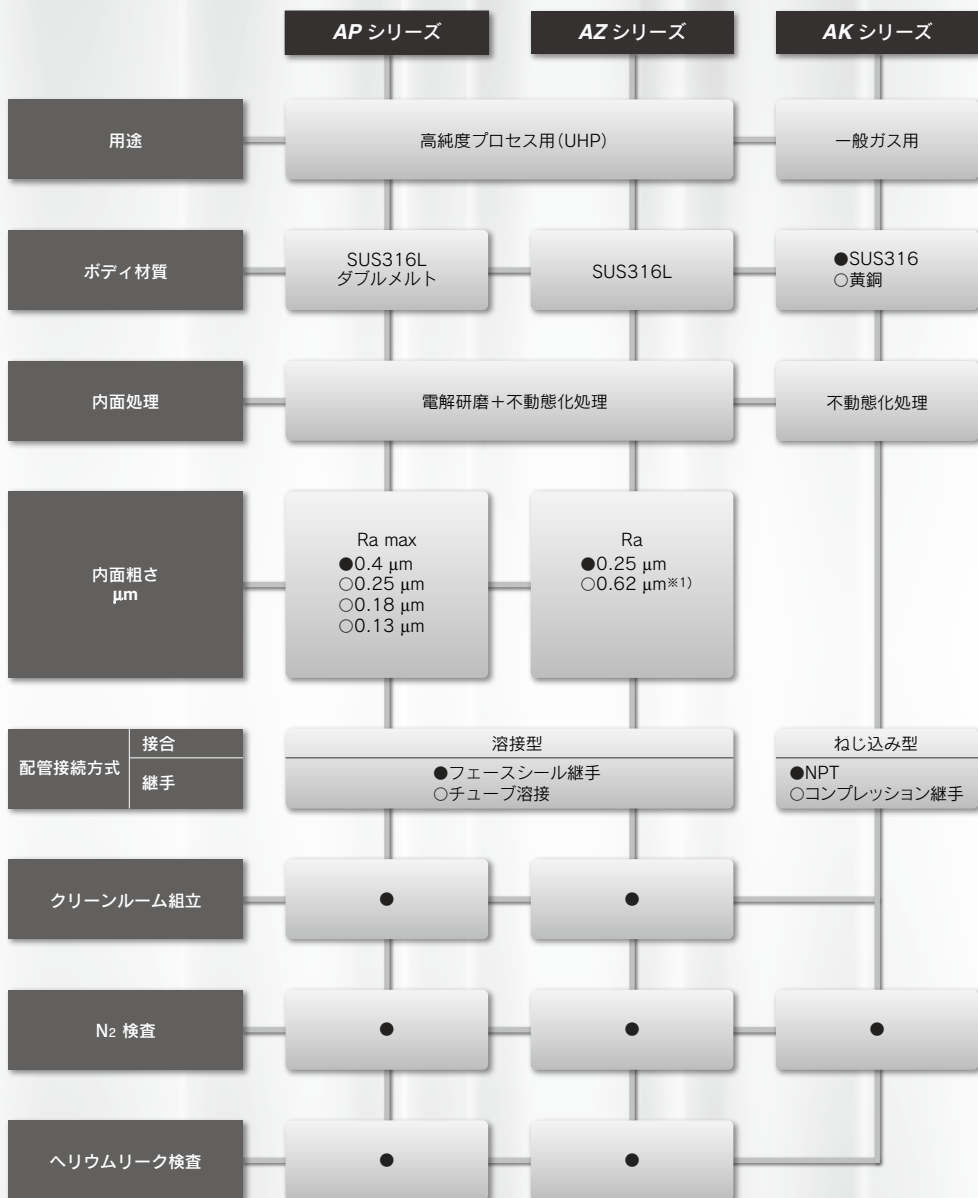 AP シリーズ
AZ シリーズ
AK シリーズ
用途
高純度プロセス用(UHP)
一般ガス用
ボディ材質
SUS316L
ダブルメルト
SUS316L
●SUS316
○黄銅
内面処理
電解研磨＋不動態化処理
不動態化処理
内面粗さ
μm
Ra max
●0.4 μm
○0.25 μm
○0.18 μm
○0.13 μm
Ra
●0.25 μm
○0.62 μm※1)
配管接続方式
接合
継手
溶接型
●フェースシール継手
○チューブ溶接
ねじ込み型
●NPT
○コンプレッション継手
クリーンルーム組立
●
●
N2 検査
●
●
●
ヘリウムリーク検査
●
●